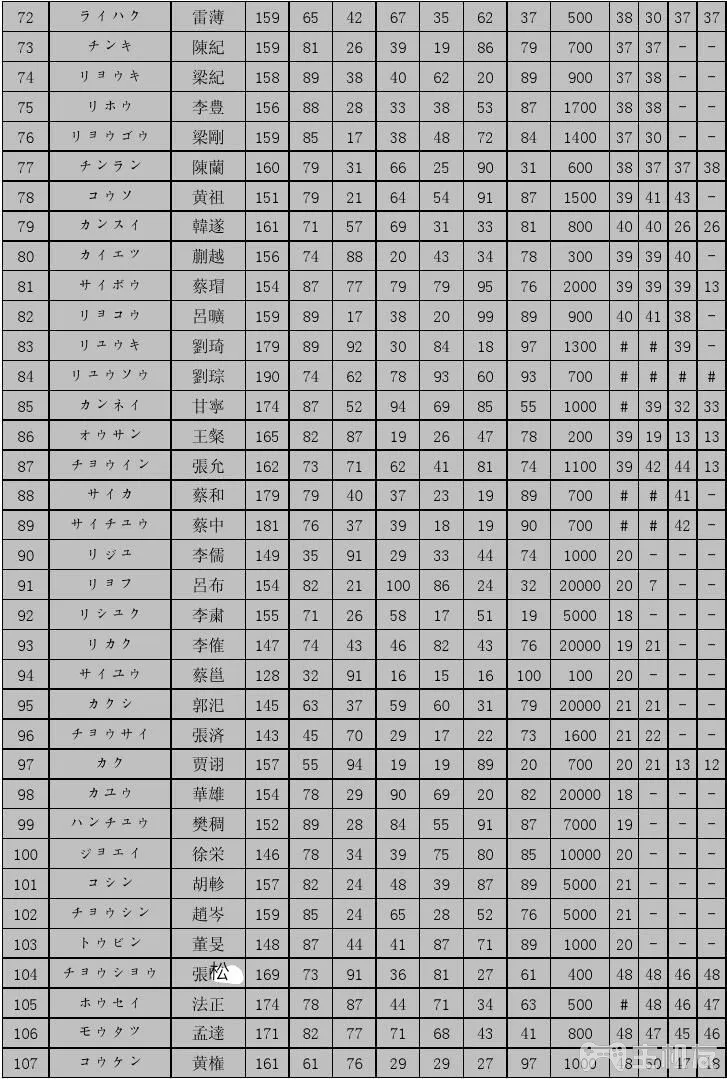 72 ライハク 雷薄 159 65 42 67 35 62 37 500 38 30 37 37
73 チンキ 陳紀 159 81 26 39 19 86 79 700 37 37 - -
74 リヨウキ 梁紀 158 89 38 40 62 20 89 900 37 38 - -
75 リホウ 李豊 156 88 28 33 38 53 87 1700 38 38 - -
76 リヨウゴウ 梁剛 159 85 17 38 48 72 84 1400 37 30 - -
77 チンラン 陳蘭 160 79 31 66 25 90 31 600 38 37 37 38
78 コウソ 黄祖 151 79 21 64 54 91 87 1500 39 41 43 -
79 カンスイ 韓遂 161 71 57 69 31 33 81 800 40 40 26 26
80 カイエツ 蒯越 156 74 88 20 43 34 78 300 39 39 40 -
81 サイボウ 蔡瑁 154 87 77 79 79 95 76 2000 39 39 39 13
82 リヨコウ 呂曠 159 89 17 38 20 99 89 900 40 41 38 -
83 リユウキ 劉琦 179 89 92 30 84 18 97 1300 # # 39 -
84 リユウソウ 劉琮 190 74 62 78 93 60 93 700 # # # #
85 カンネイ 甘寧 174 87 52 94 69 85 55 1000 # 39 32 33
86 オウサン 王粲 165 82 87 19 26 47 78 200 39 19 13 13
87 チヨウイン 張允 162 73 71 62 41 81 74 1100 39 42 44 13
88 サイカ 蔡和 179 79 40 37 23 19 89 700 # # 41 -
89 サイチユウ 蔡中 181 76 37 39 18 19 90 700 # # 42 -
90 リジユ 李儒 149 35 91 29 33 44 74 1000 20 - - -
91 リヨフ 呂布 154 82 21 100 86 24 32 20000 20 7 - -
92 リシユク 李粛 155 71 26 58 17 51 19 5000 18 - - -
93 リカク 李傕 147 74 43 46 82 43 76 20000 19 21 - -
94 サイユウ 蔡邕 128 32 91 16 15 16 100 100 20 - - -
95 カクシ 郭汜 145 63 37 59 60 31 79 20000 21 21 - -
96 チヨウサイ 張済 143 45 70 29 17 22 73 1600 21 22 - -
97 カク 贾诩 157 55 94 19 19 89 20 700 20 21 13 12
98 カユウ 華雄 154 78 29 90 69 20 82 20000 18 - - -
99 ハンチユウ 樊稠 152 89 28 84 55 91 87 7000 19 - - -
100 ジヨエイ 徐栄 146 78 34 39 75 80 85 10000 20 - - -
101 コシン 胡軫 157 82 24 48 39 87 89 5000 21 - - -
102 チヨウシン 趙岑 159 85 24 65 28 52 76 5000 21 - - -
103 トウビン 董旻 148 87 44 41 87 71 89 1000 20 - - -
104 チヨウシヨウ 張松 169 73 91 36 81 27 61 400 48 48 46 48
105 ホウセイ 法正 174 78 87 44 71 34 63 500 # 48 46 47
106 モウタツ 孟達 171 82 77 71 68 43 41 800 48 47 45 46
107 コウケン 黄権 161 61 76 29 29 27 97 1000 48 50 47 48